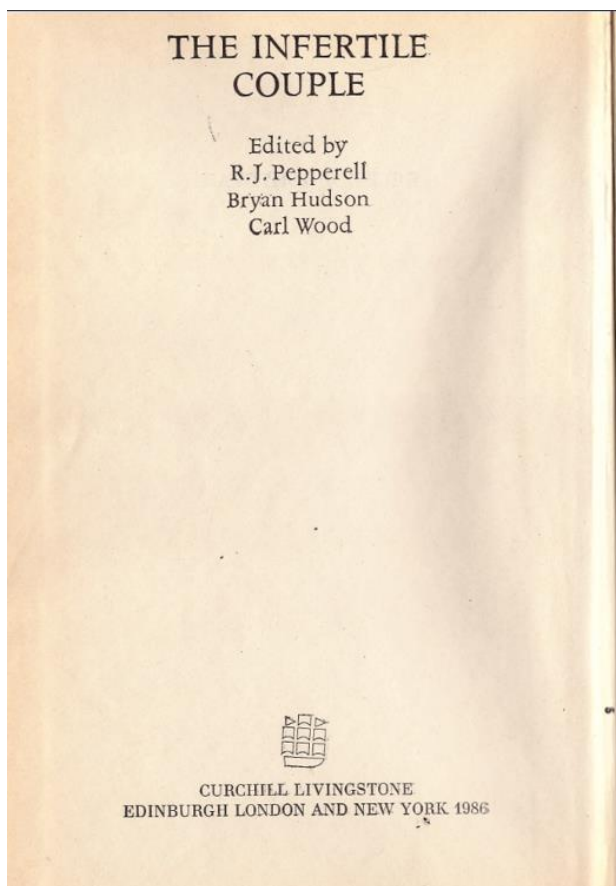 THE INFERTILE
COUPLE
Edited by
R.J. Pepperell
Bryan Hudson
Carl Wood
CURCHILL LIVINGSTONE
EDINBURGH LONDON AND NEW YORK 1986